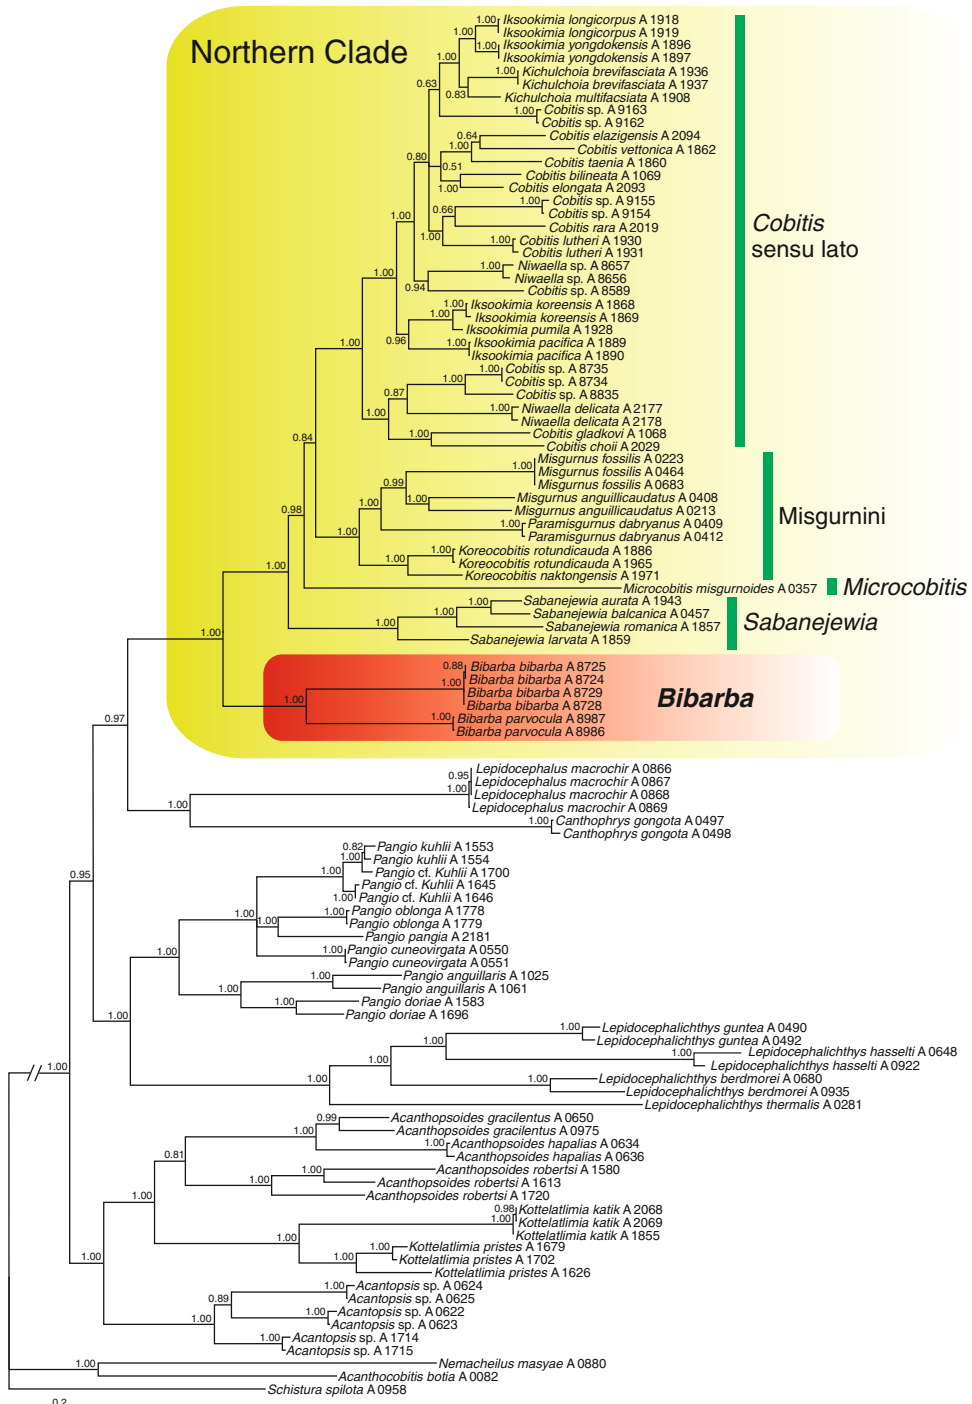 Northern Clade
1.00 Iksookimia longicorpus A 1918
Iksookimia longicorpus A 1919
1.00
1.00 Iksookimia yongdokensis A 1896
Iksookimia yongdokensis A 1897
1.00
1.00 Kichulchoia brevifasciata A 1936
Kichulchoia brevifasciata A 1937
0.63
0.83 Kichulchoia multifacsiata A 1908
1.00 Cobitis sp. A 9163
Cobitis sp. A 9162
0.64 Cobitis elazigensis A 2094
1.00 Cobitis vettonica A 1862
0.80
Cobitis taenia A 1860
0.51
Cobitis bilineata A 1069
1.00 Cobitis elongata A 2093
1.00 Cobitis sp. A 9155
0.66 Cobitis sp. A 9154
1.00
Cobitis rara A 2019
1.00
1.00 Cobitis lutheri A 1930
Cobitis lutheri A 1931
1.00 Niwaella sp. A 8657
1.00
Niwaella sp. A 8656
0.94 Cobitis sp. A 8589
1.00 Iksookimia koreensis A 1868
1.00 Iksookimia koreensis A 1869
Iksookimia pumila A 1928
0.96
1.00 Iksookimia pacifica A 1889
1.00
Iksookimia pacifica A 1890
1.00 Cobitis sp. A 8735
1.00 Cobitis sp. A 8734
0.87
Cobitis sp. A 8835
1.00 Niwaella delicata A 2177
1.00
Niwaella delicata A 2178
1.00 Cobitis gladkovi A 1068
0.84
Cobitis choii A 2029
Cobitis
sensu lato
Misgurnus fossilis A 0223
1.00 Misgurnus fossilis A 0464
0.99 Misgurnus fossilis A 0683
1.00 Misgurnus anguillicaudatus A 0408
1.00
0.98
Misgurnus anguillicaudatus A 0213
1.00 Paramisgurnus dabryanus A 0409
Paramisgurnus dabryanus A 0412
1.00 Koreocobitis rotundicauda A 1886
1.00 Koreocobitis rotundicauda A 1965
Koreocobitis naktongensis A 1971
Misgurnini
1.00
Microcobitis misgurnoides A 0357
Microcobitis
1.00 Sabanejewia aurata A 1943
1.00 Sabanejewia balcanica A 0457
1.00 Sabanejewia romanica A 1857
Sabanejewia larvata A 1859
Sabanejewia
1.00
0.88 Bibarba bibarba A 8725
Bibarba bibarba A 8724
1.00 Bibarba bibarba A 8729
Bibarba bibarba A 8728
1.00
1.00 Bibarba parvocula A 8987
Bibarba parvocula A 8986
Bibarba
0.97
Lepidocephalus macrochir A 0866
0.95 Lepidocephalus macrochir A 0867
1.00 Lepidocephalus macrochir A 0868
1.00 Lepidocephalus macrochir A 0869
1.00 Canthophrys gongota A 0497
Canthophrys gongota A 0498
0.82 Pangio kuhlii A 1553
1.00 Pangio kuhlii A 1554
1.00 Pangio cf. Kuhlii A 1700
Pangio cf. Kuhlii A 1645
1.00 Pangio cf. Kuhlii A 1646
0.95
1.00 Pangio oblonga A 1778
1.00
1.00 Pangio oblonga A 1779
Pangio pangia A 2181
1.00 Pangio cuneovirgata A 0550
1.00
Pangio cuneovirgata A 0551
1.00 Pangio anguillaris A 1025
1.00 Pangio anguillaris A 1061
1.00 Pangio doriae A 1583
Pangio doriae A 1696
1.00
1.00 Lepidocephalichthys guntea A 0490
Lepidocephalichthys guntea A 0492
1.00
1.00 Lepidocephalichthys hasselti A 0648
Lepidocephalichthys hasselti A 0922
1.00
1.00
1.00 Lepidocephalichthys berdmorei A 0680
Lepidocephalichthys berdmorei A 0935
1.00
Lepidocephalichthys thermalis A 0281
0.99 Acanthopsoides gracilentus A 0650
Acanthopsoides gracilentus A 0975
1.00
1.00 Acanthopsoides hapalias A 0634
Acanthopsoides hapalias A 0636
0.81
1.00 Acanthopsoides robertsi A 1580
1.00 Acanthopsoides robertsi A 1613
Acanthopsoides robertsi A 1720
1.00
0.98 Kottelatlimia katik A 2068
1.00 Kottelatlimia katik A 2069
Kottelatlimia katik A 1855
1.00
1.00 Kottelatlimia pristes A 1679
1.00 Kottelatlimia pristes A 1702
1.00
Kottelatlimia pristes A 1626
1.00 Acantopsis sp. A 0624
0.89 Acantopsis sp. A 0625
1.00 Acantopsis sp. A 0622
1.00 Acantopsis sp. A 0623
1.00 Acantopsis sp. A 1714
Acantopsis sp. A 1715
1.00 Nemacheilus masyae A 0880
Acanthocobitis botia A 0082
Schistura spilota A 0958
0.2